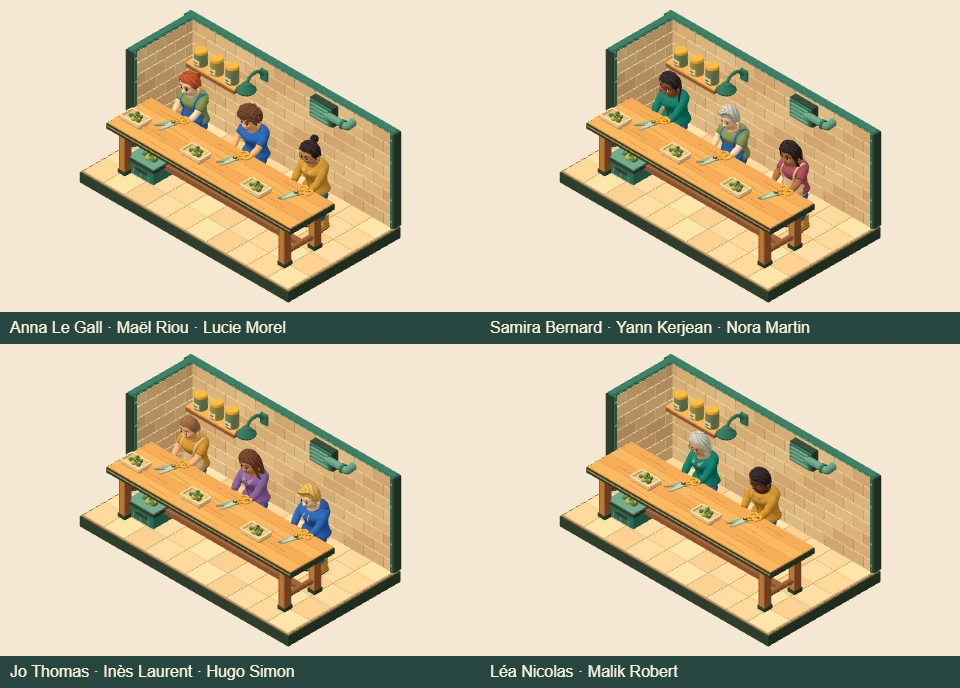 Anna Le Gall · Maël Riou · Lucie Morel
Samira Bernard · Yann Kerjean · Nora Martin
Jo Thomas · Inès Laurent · Hugo Simon
Léa Nicolas · Malik Robert